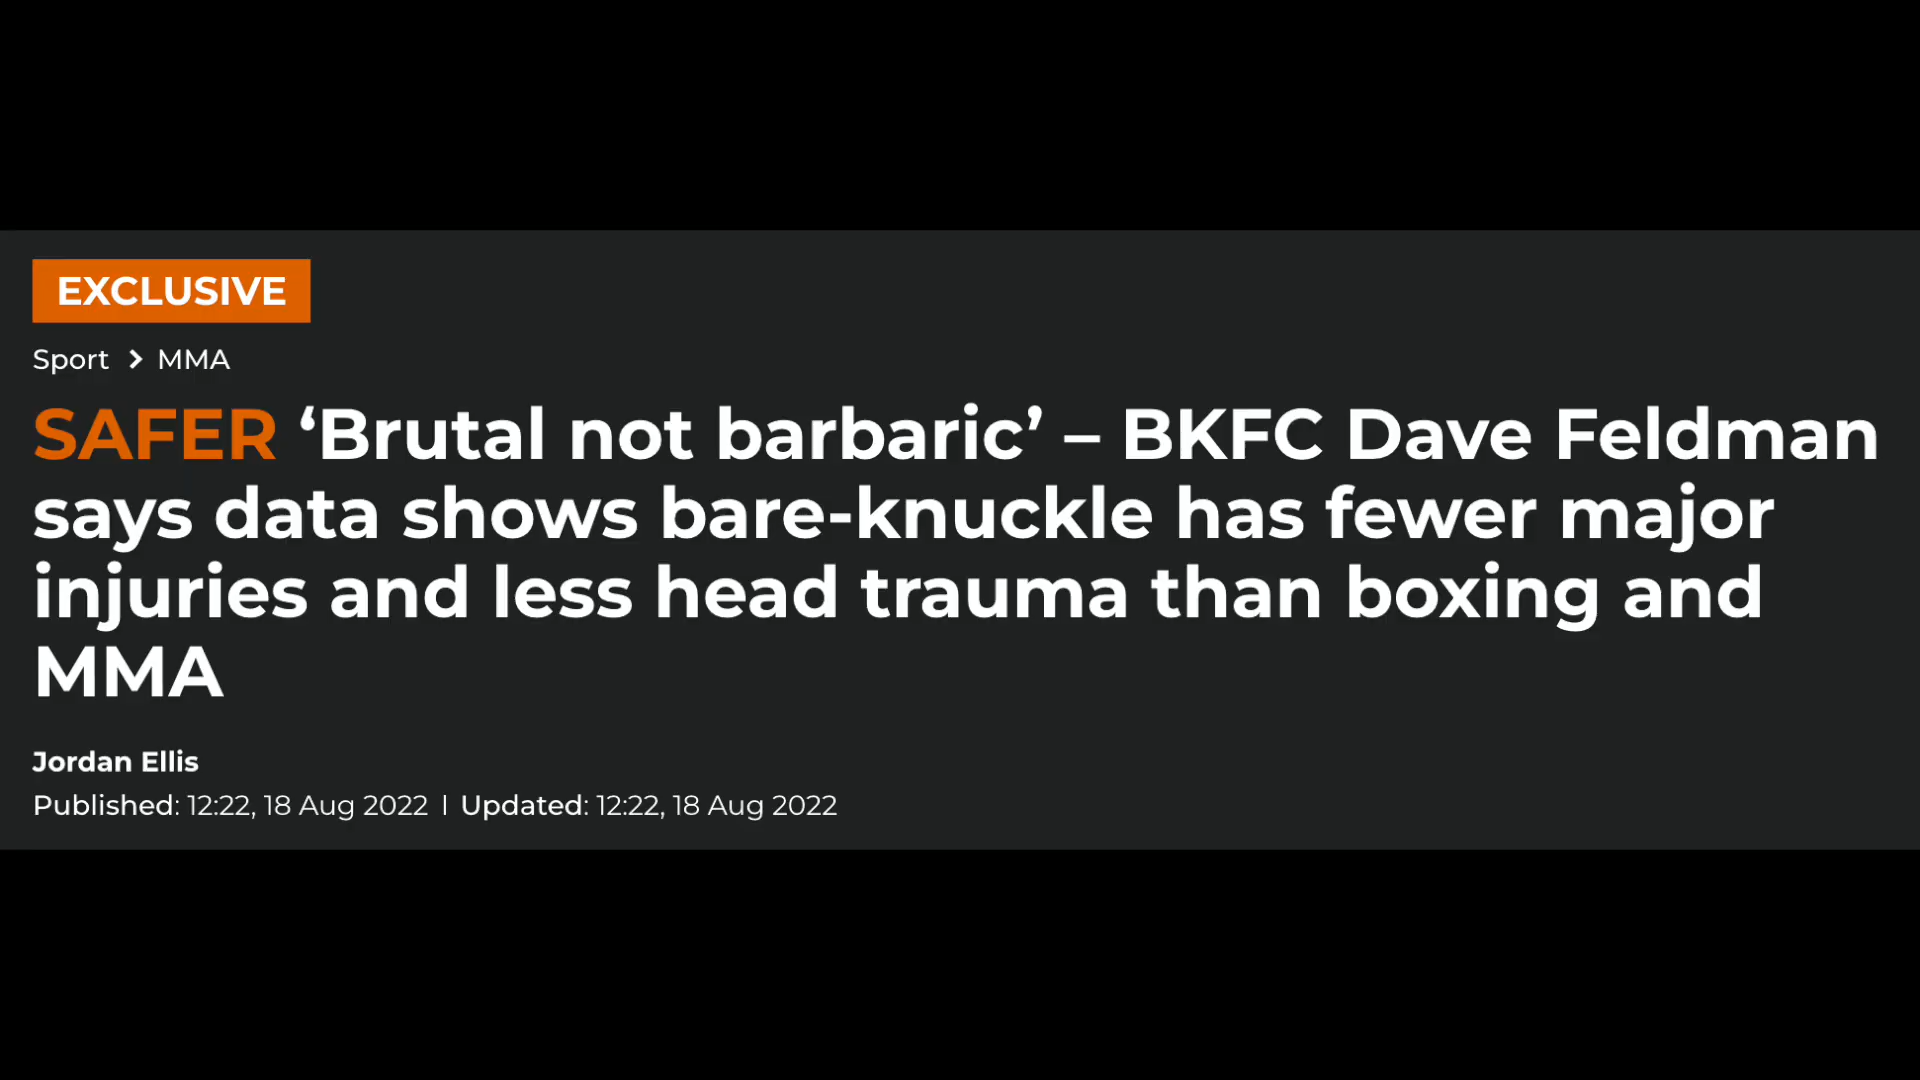 EXCLUSIVE
Sport > MMA
SAFER ‘Brutal not barbaric’ – BKFC Dave Feldman
says data shows bare-knuckle has fewer major
injuries and less head trauma than boxing and
MMA
Jordan Ellis
Published: 12:22, 18 Aug 2022 | Updated: 12:22, 18 Aug 2022